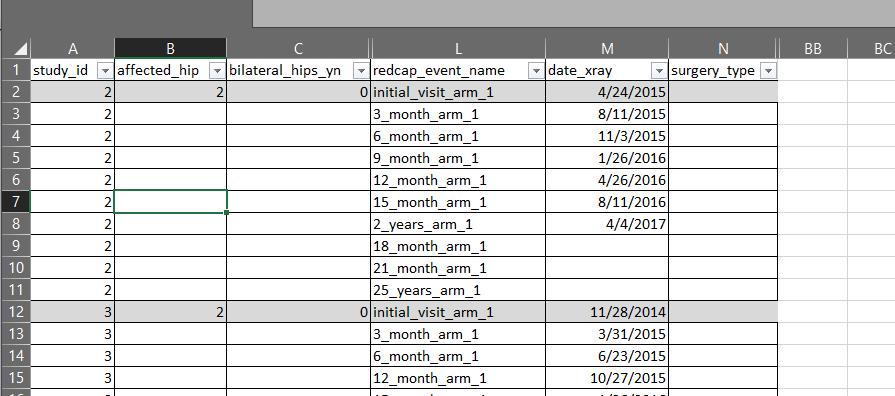 A B C L M N BB BC
1 study_id affected_hip bilateral_hips_yn redcap_event_name date_xray surgery_type
2 2 2 0 initial_visit_arm_1 4/24/2015
3 2 3_month_arm_1 8/11/2015
4 2 6_month_arm_1 11/3/2015
5 2 9_month_arm_1 1/26/2016
6 2 12_month_arm_1 4/26/2016
7 2 15_month_arm_1 8/11/2016
8 2 2_years_arm_1 4/4/2017
9 2 18_month_arm_1
10 2 21_month_arm_1
11 2 25_years_arm_1
12 3 2 0 initial_visit_arm_1 11/28/2014
13 3 3_month_arm_1 3/31/2015
14 3 6_month_arm_1 6/23/2015
15 3 12_month_arm_1 10/27/2015